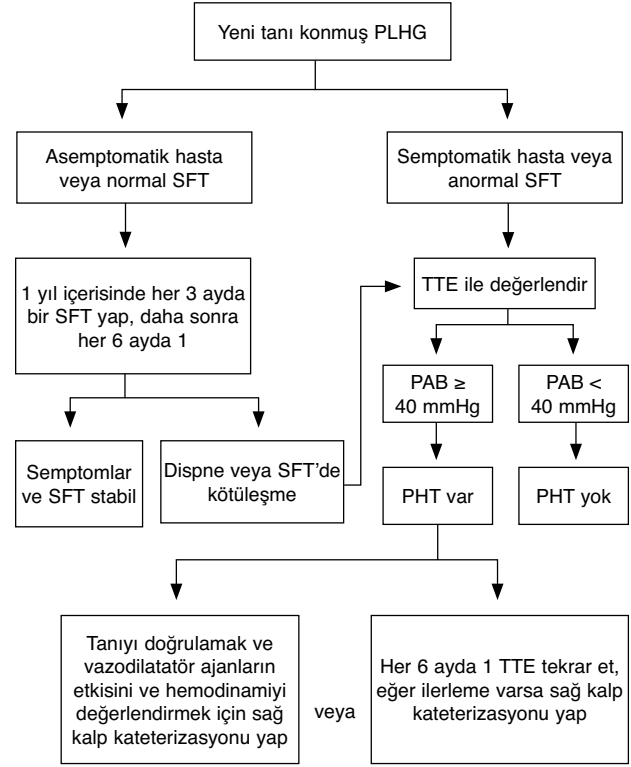 Yeni tanı konmuş PLHG
Asemptomatik hasta
veya normal SFT
Semptomatik hasta veya
anormal SFT
1 yıl içerisinde her 3 ayda
bir SFT yap, daha sonra
her 6 ayda 1
TTE ile değerlendir
PAB ≥
40 mmHg
PAB <
40 mmHg
Semptomlar
ve SFT stabil
Dispne veya SFT'de
kötüleşme
PHT var
PHT yok
Tanıyı doğrulamak ve
vazodilatatör ajanların
etkisini ve hemodinamiyi
değerlendirmek için sağ
kalp kateterizasyonu yap
veya
Her 6 ayda 1 TTE tekrar et,
eğer ilerleme varsa sağ kalp
kateterizasyonu yap